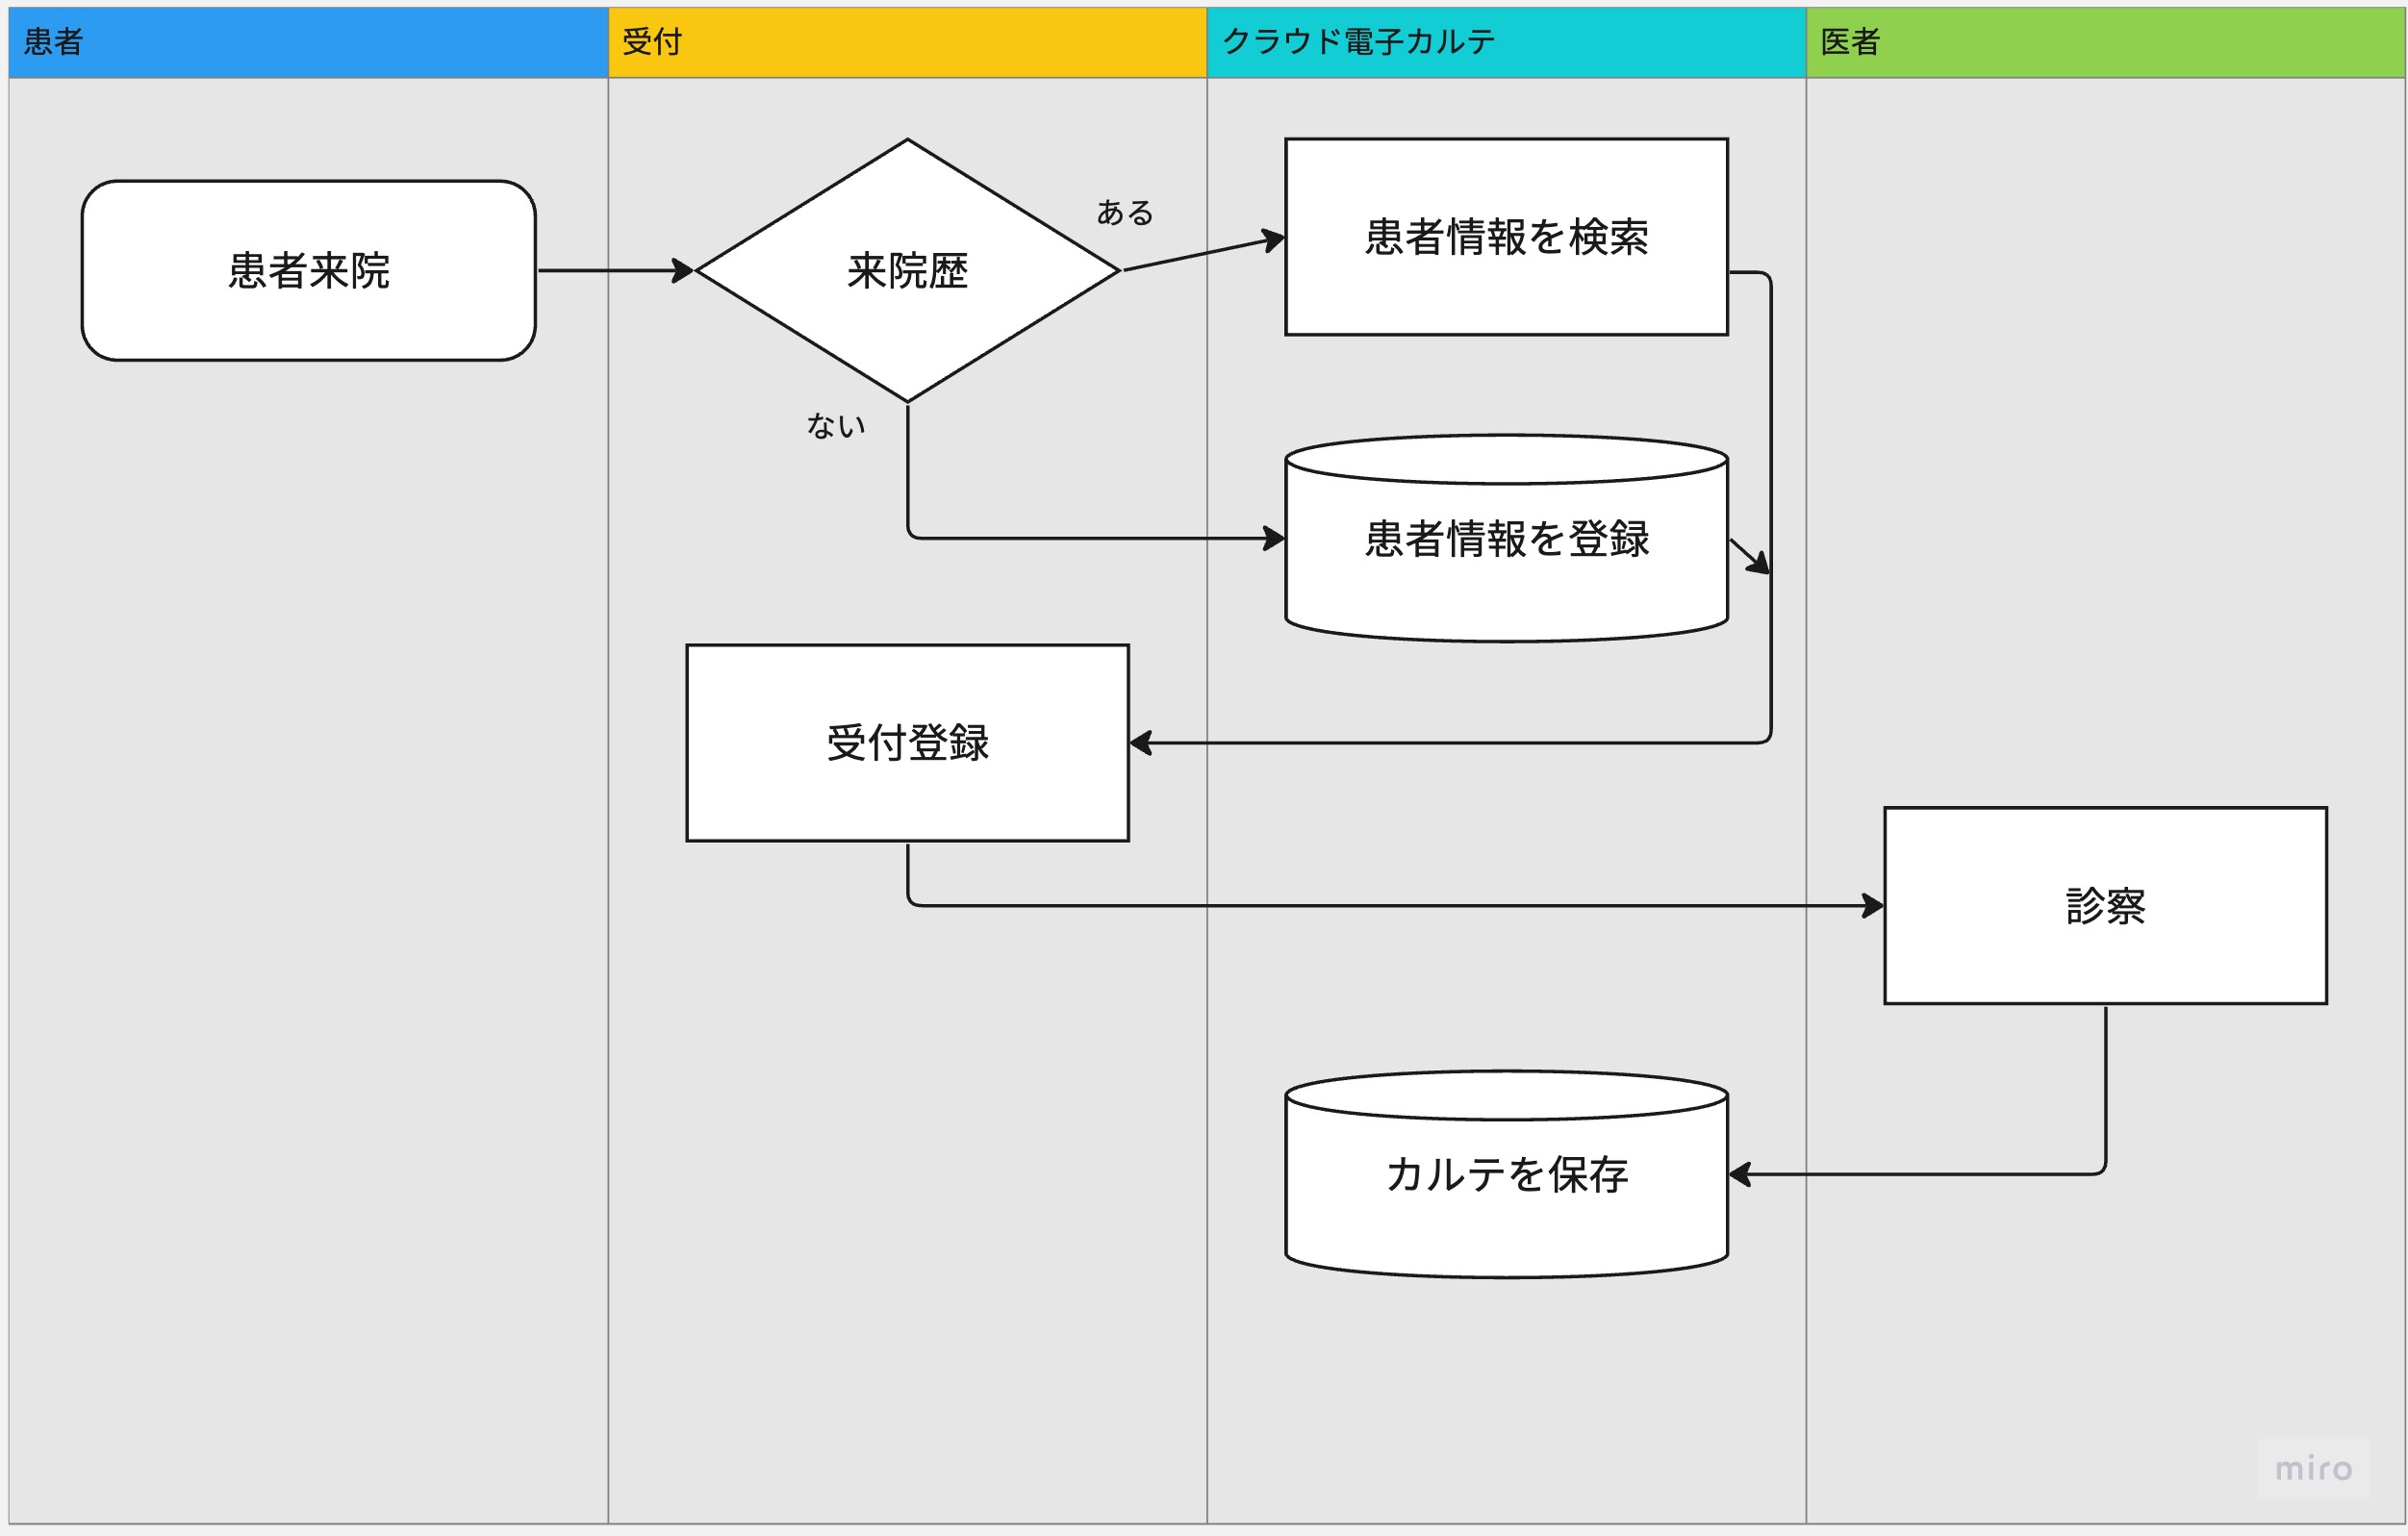 患者
受付
クラウド電子カルテ
医者
患者来院
来院歴
ある
患者情報を検索
ない
患者情報を登録
受付登録
診察
カルテを保存
miro